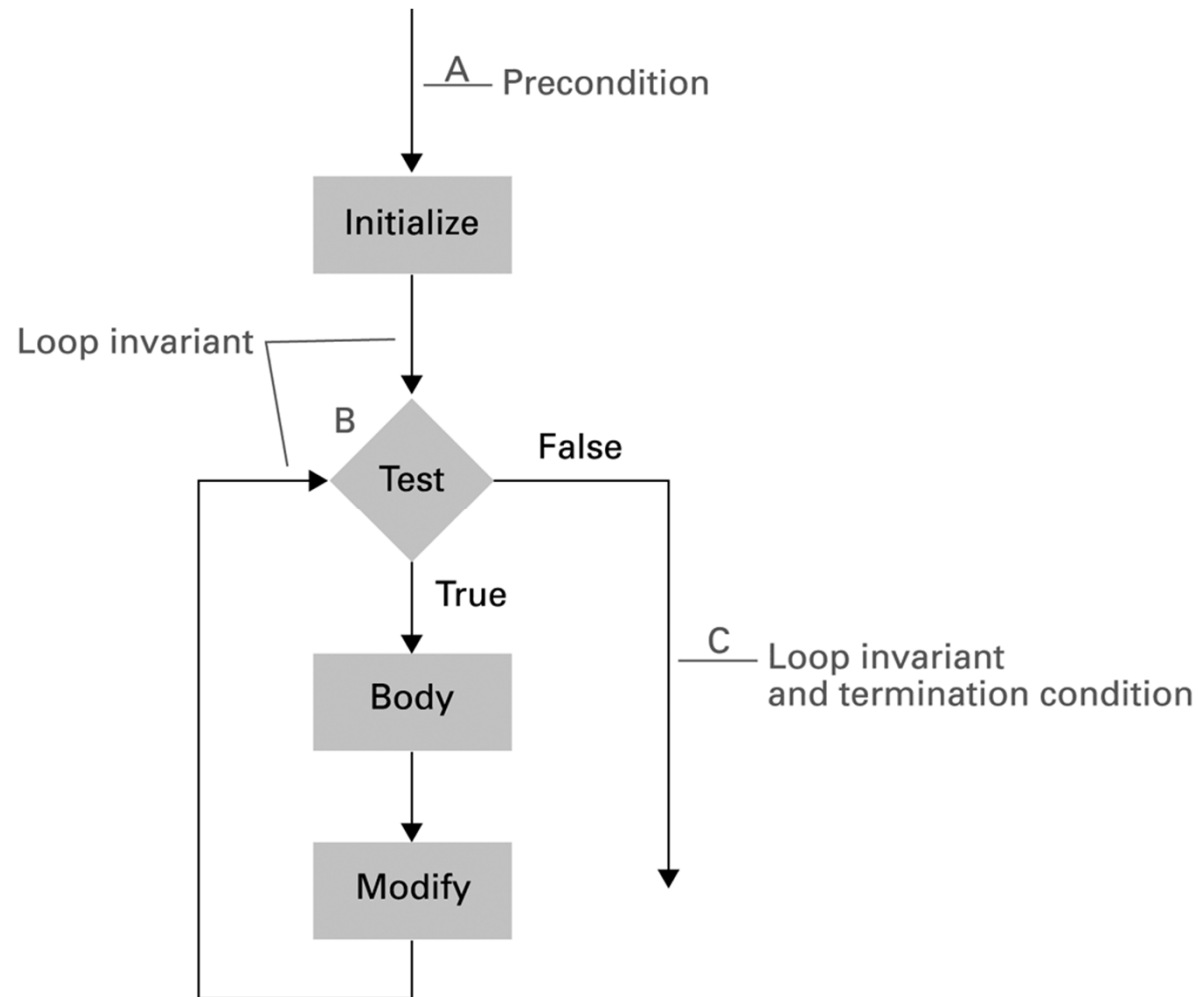 A
Precondition
Initialize
Loop invariant
B
Test
False
True
C
Loop invariant
and termination condition
Body
Modify